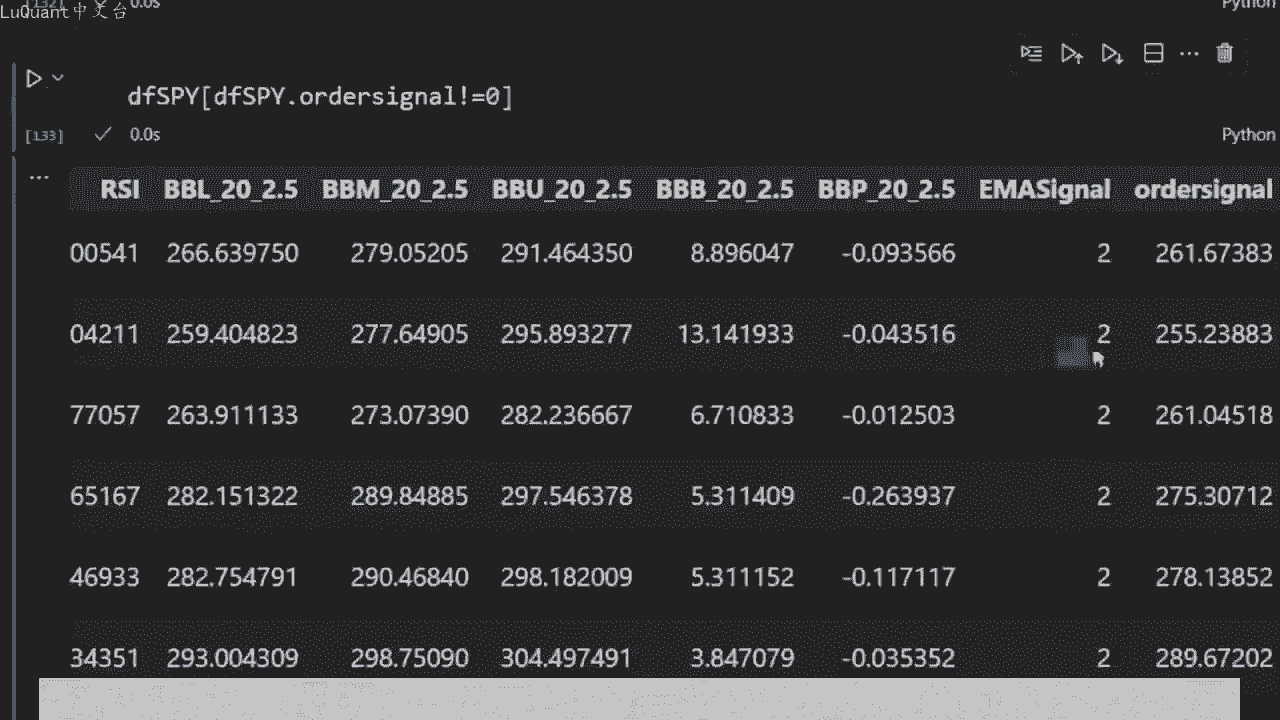 [132] 0.0s Python
LuQuant中文台
dfSPY[dfSPY.ordersignal!=0]
[133] 0.0s Python
RSI BBL_20_2.5 BBM_20_2.5 BBU_20_2.5 BBB_20_2.5 BBP_20_2.5 EMASignal ordersignal
00541 266.639750 279.05205 291.464350 8.896047 -0.093566 2 261.67383
04211 259.404823 277.64905 295.893277 13.141933 -0.043516 2 255.23883
77057 263.911133 273.07390 282.236667 6.710833 -0.012503 2 261.04518
65167 282.151322 289.84885 297.546378 5.311409 -0.263937 2 275.30712
46933 282.754791 290.46840 298.182009 5.311152 -0.117117 2 278.13852
34351 293.004309 298.75090 304.497491 3.847079 -0.035352 2 289.67202